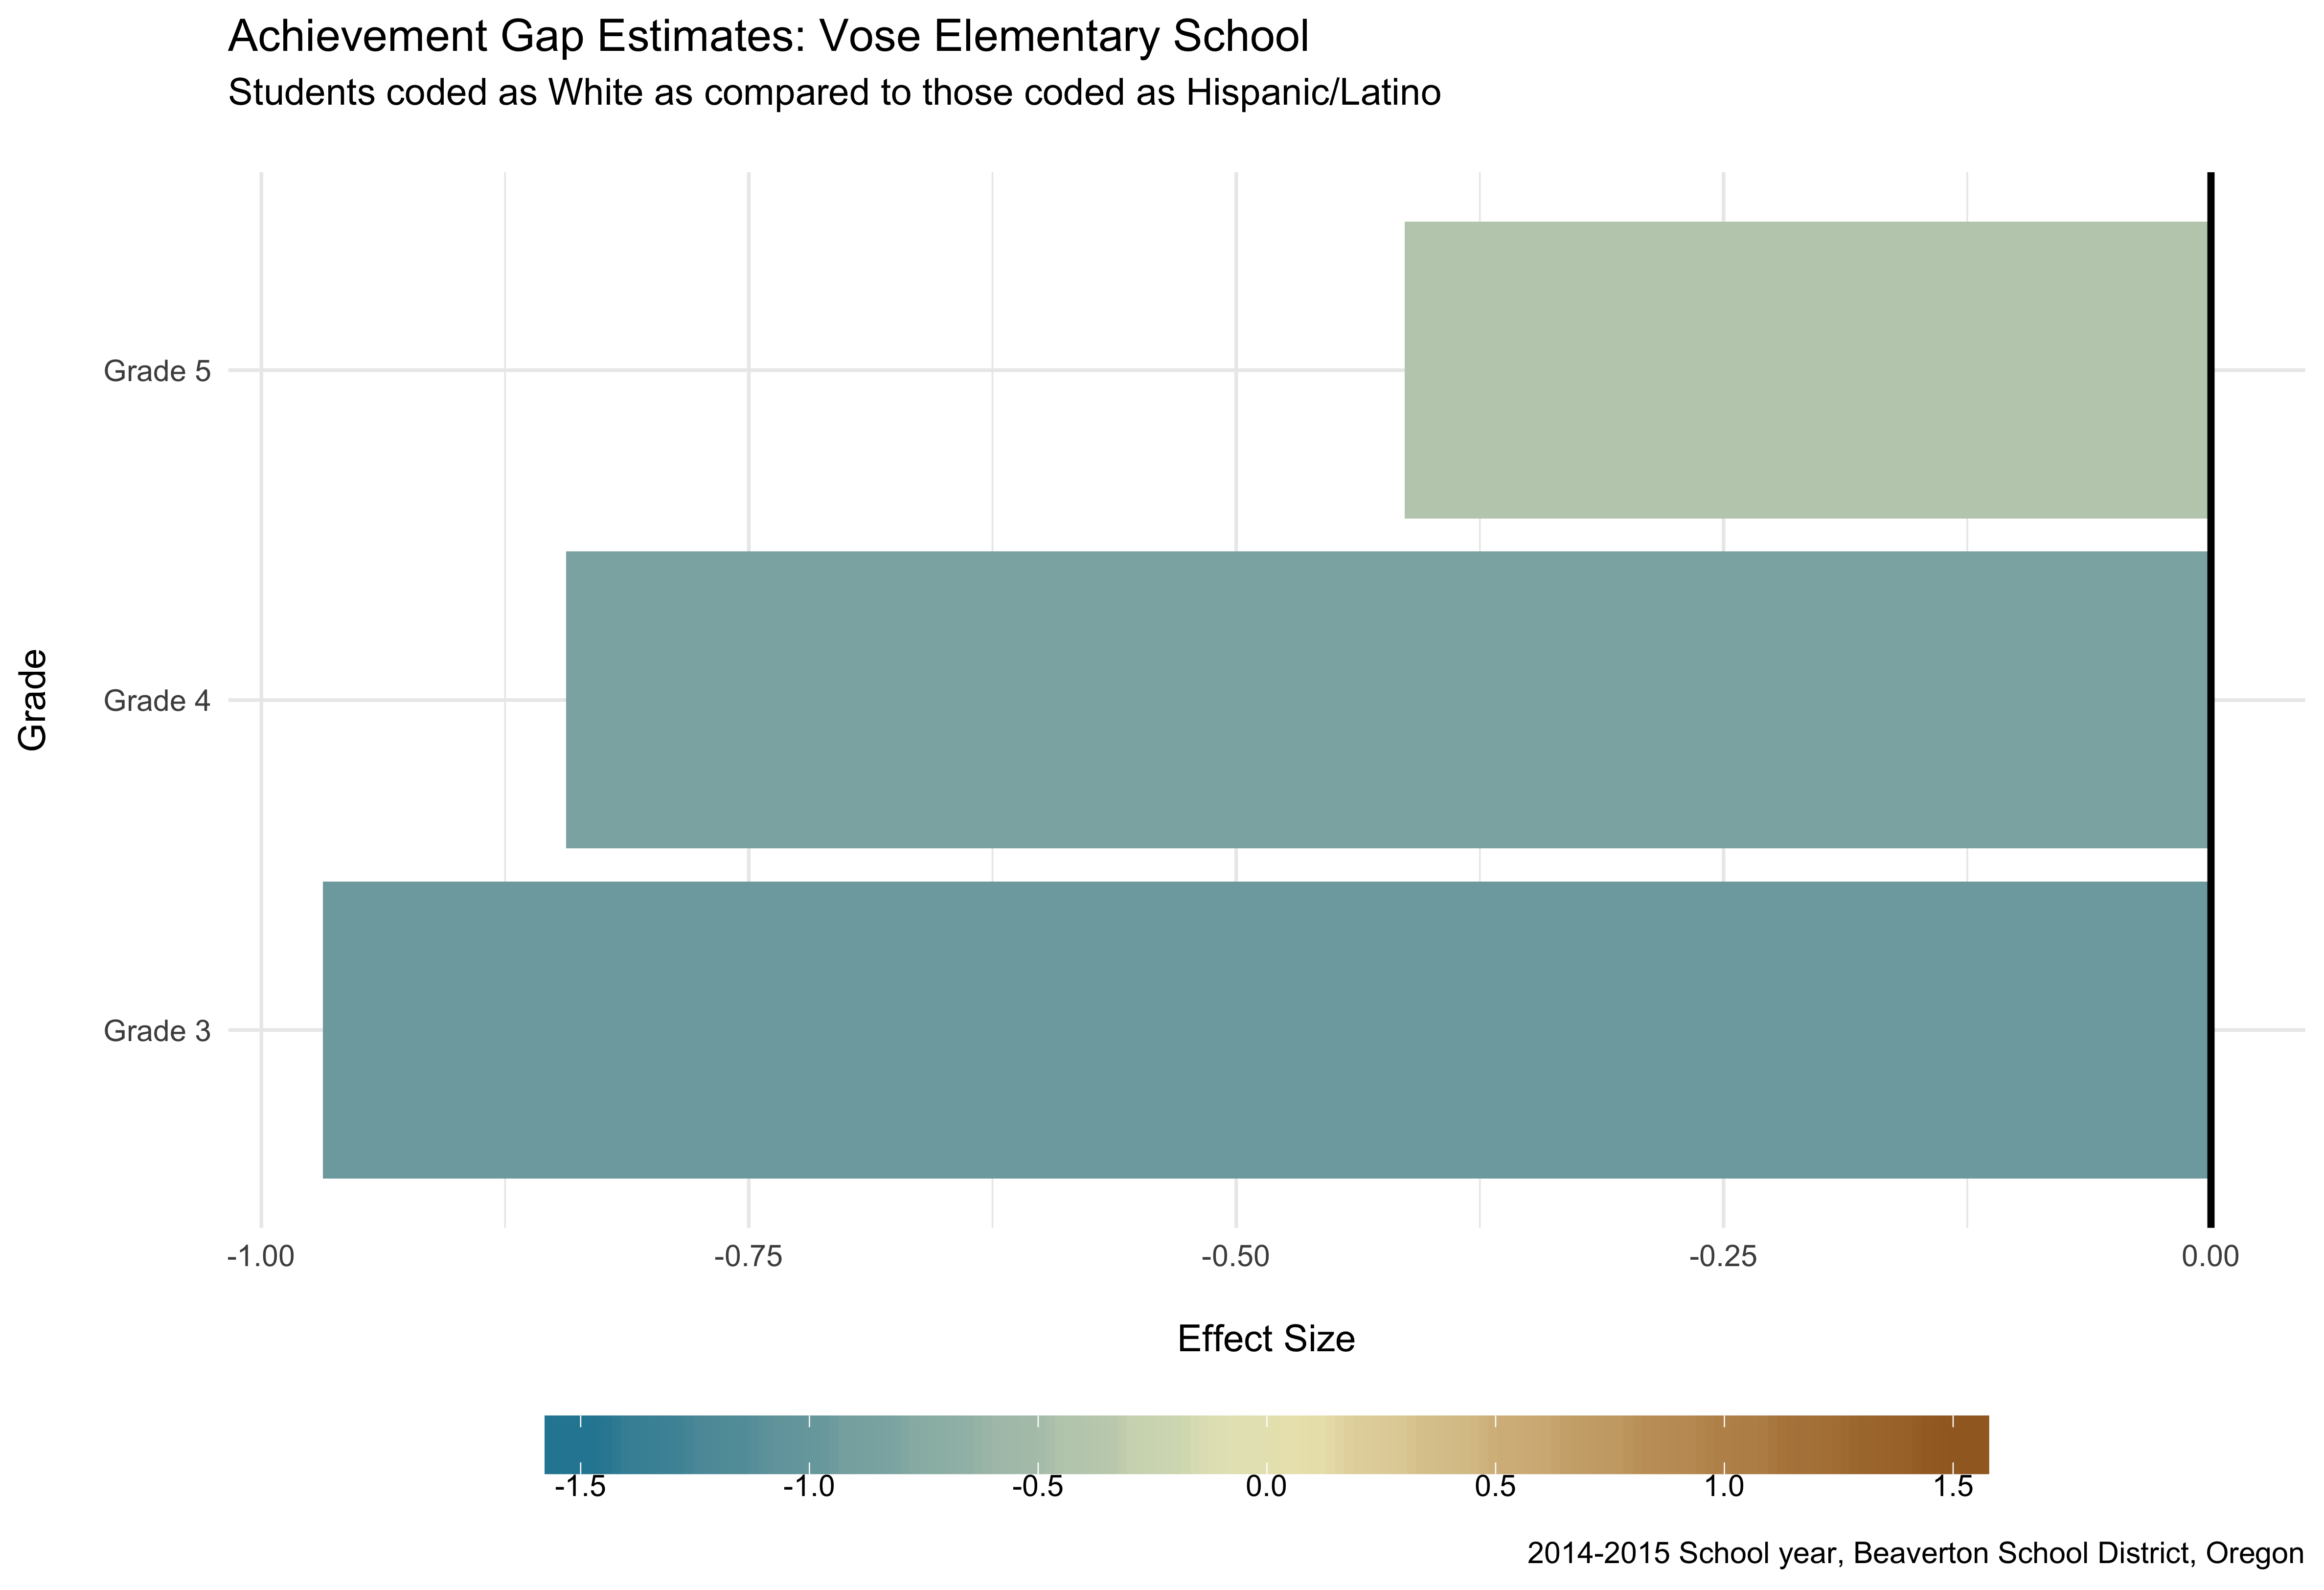 Achievement Gap Estimates: Vose Elementary School
Students coded as White as compared to those coded as Hispanic/Latino
Grade
Grade 5
Grade 4
Grade 3
-1.00 -0.75 -0.50 -0.25 0.00
Effect Size
-1.5 -1.0 -0.5 0.0 0.5 1.0 1.5
2014-2015 School year, Beaverton School District, Oregon